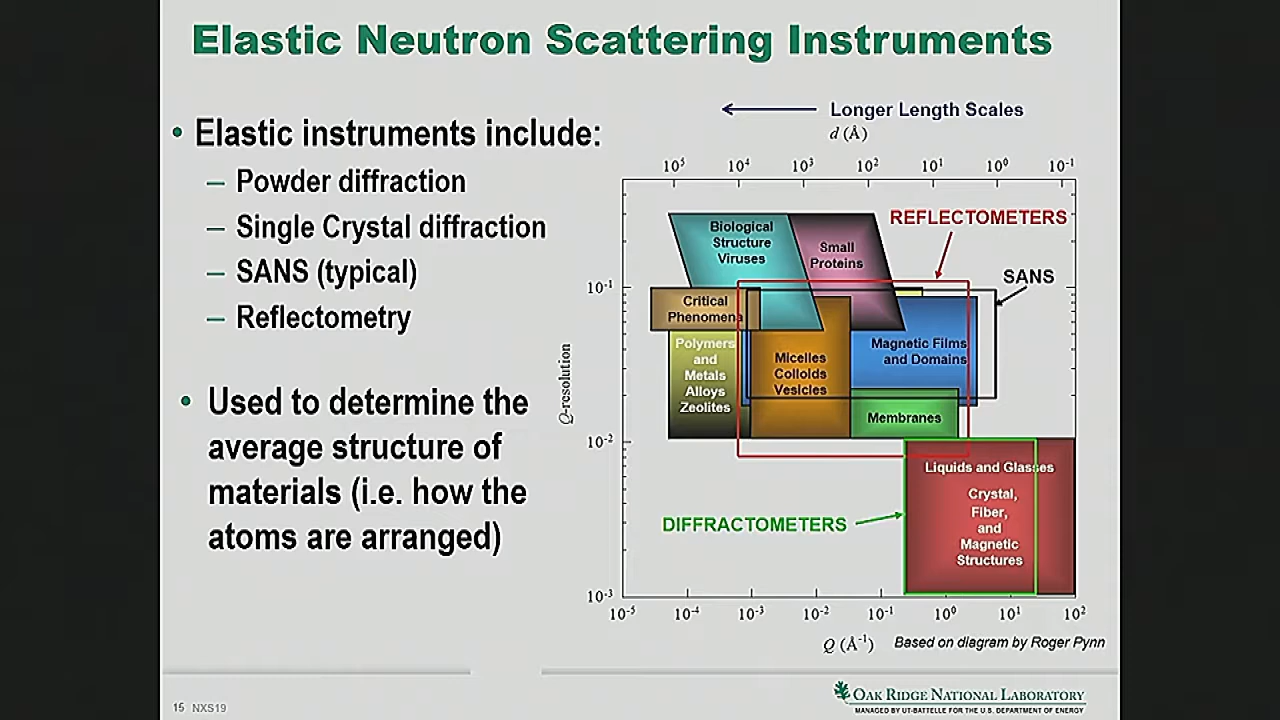 Elastic Neutron Scattering Instruments
• Elastic instruments include:
– Powder diffraction
– Single Crystal diffraction
– SANS (typical)
– Reflectometry
• Used to determine the
average structure of
materials (i.e. how the
atoms are arranged)
Longer Length Scales
d (Å)
10⁵ 10⁴ 10³ 10² 10¹ 10⁰ 10⁻¹
REFLECTOMETERS
SANS
Biological
Structure
Viruses
Small
Proteins
Critical
Phenomena
Polymers
and
Metals
Alloys
Zeolites
Micelles
Colloids
Vesicles
Magnetic Films
and Domains
Membranes
Liquids and Glasses
Crystal,
Fiber,
and
Magnetic
Structures
DIFFRACTOMETERS
Q-resolution
10⁻¹
10⁻²
10⁻³
10⁻⁵ 10⁻⁴ 10⁻³ 10⁻² 10⁻¹ 10⁰ 10¹ 10²
Q (Å⁻¹)
Based on diagram by Roger Pynn
15 NXS19
OAK RIDGE NATIONAL LABORATORY
MANAGED BY UT-BATTELLE FOR THE U.S. DEPARTMENT OF ENERGY